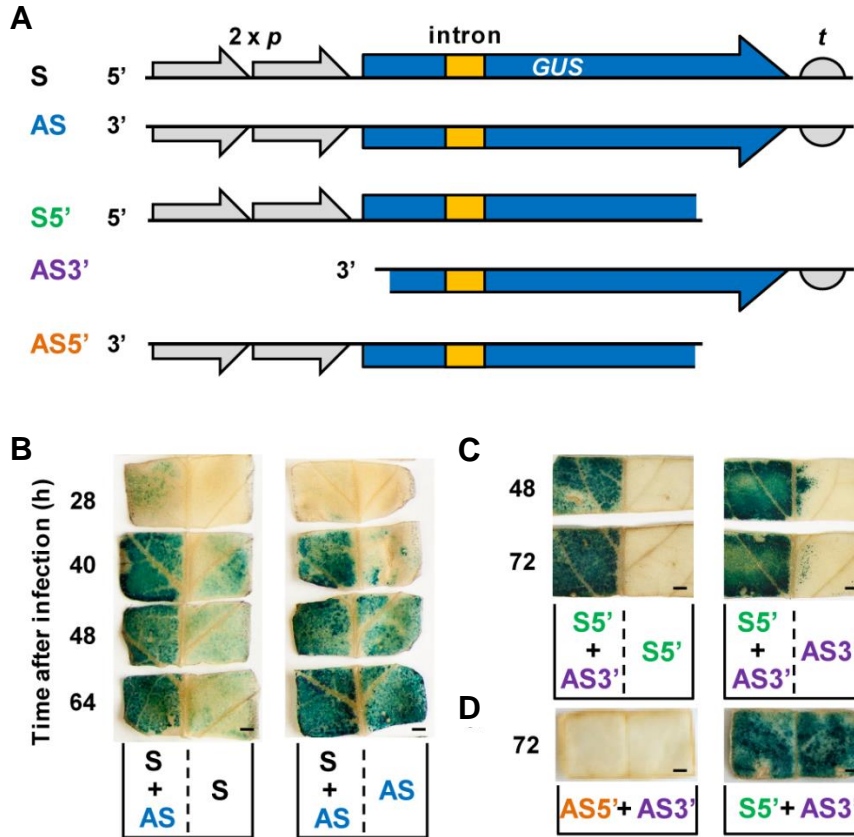 A
2 x p intron t
S 5’ GUS
AS 3’
S5’ 5’
AS3’ 3’
AS5’ 3’
B
Time after infection (h)
28
40
48
64
S
+
AS
S
S
+
AS
AS
C
48
72
S5’
+
AS3’
S5’
S5’
+
AS3’
AS3
D
72
AS5’+ AS3’
S5’+ AS3